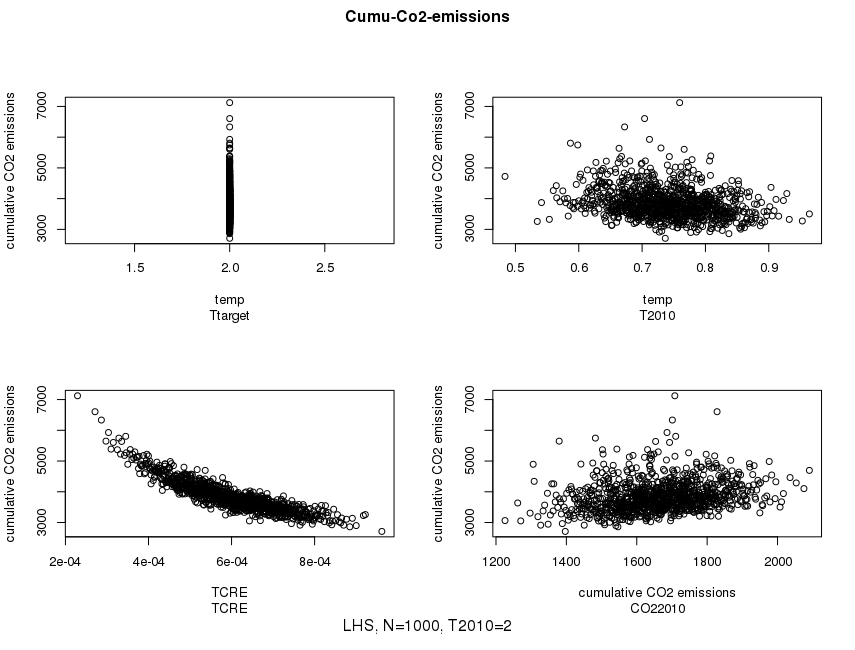 Cumu-Co2-emissions
cumulative CO2 emissions
3000 5000 7000
1.5 2.0 2.5
temp
Ttarget
cumulative CO2 emissions
3000 5000 7000
0.5 0.6 0.7 0.8 0.9
temp
T2010
cumulative CO2 emissions
3000 5000 7000
2e-04 4e-04 6e-04 8e-04
TCRE
TCRE
cumulative CO2 emissions
3000 5000 7000
1200 1400 1600 1800 2000
cumulative CO2 emissions
CO22010
LHS, N=1000, T2010=2